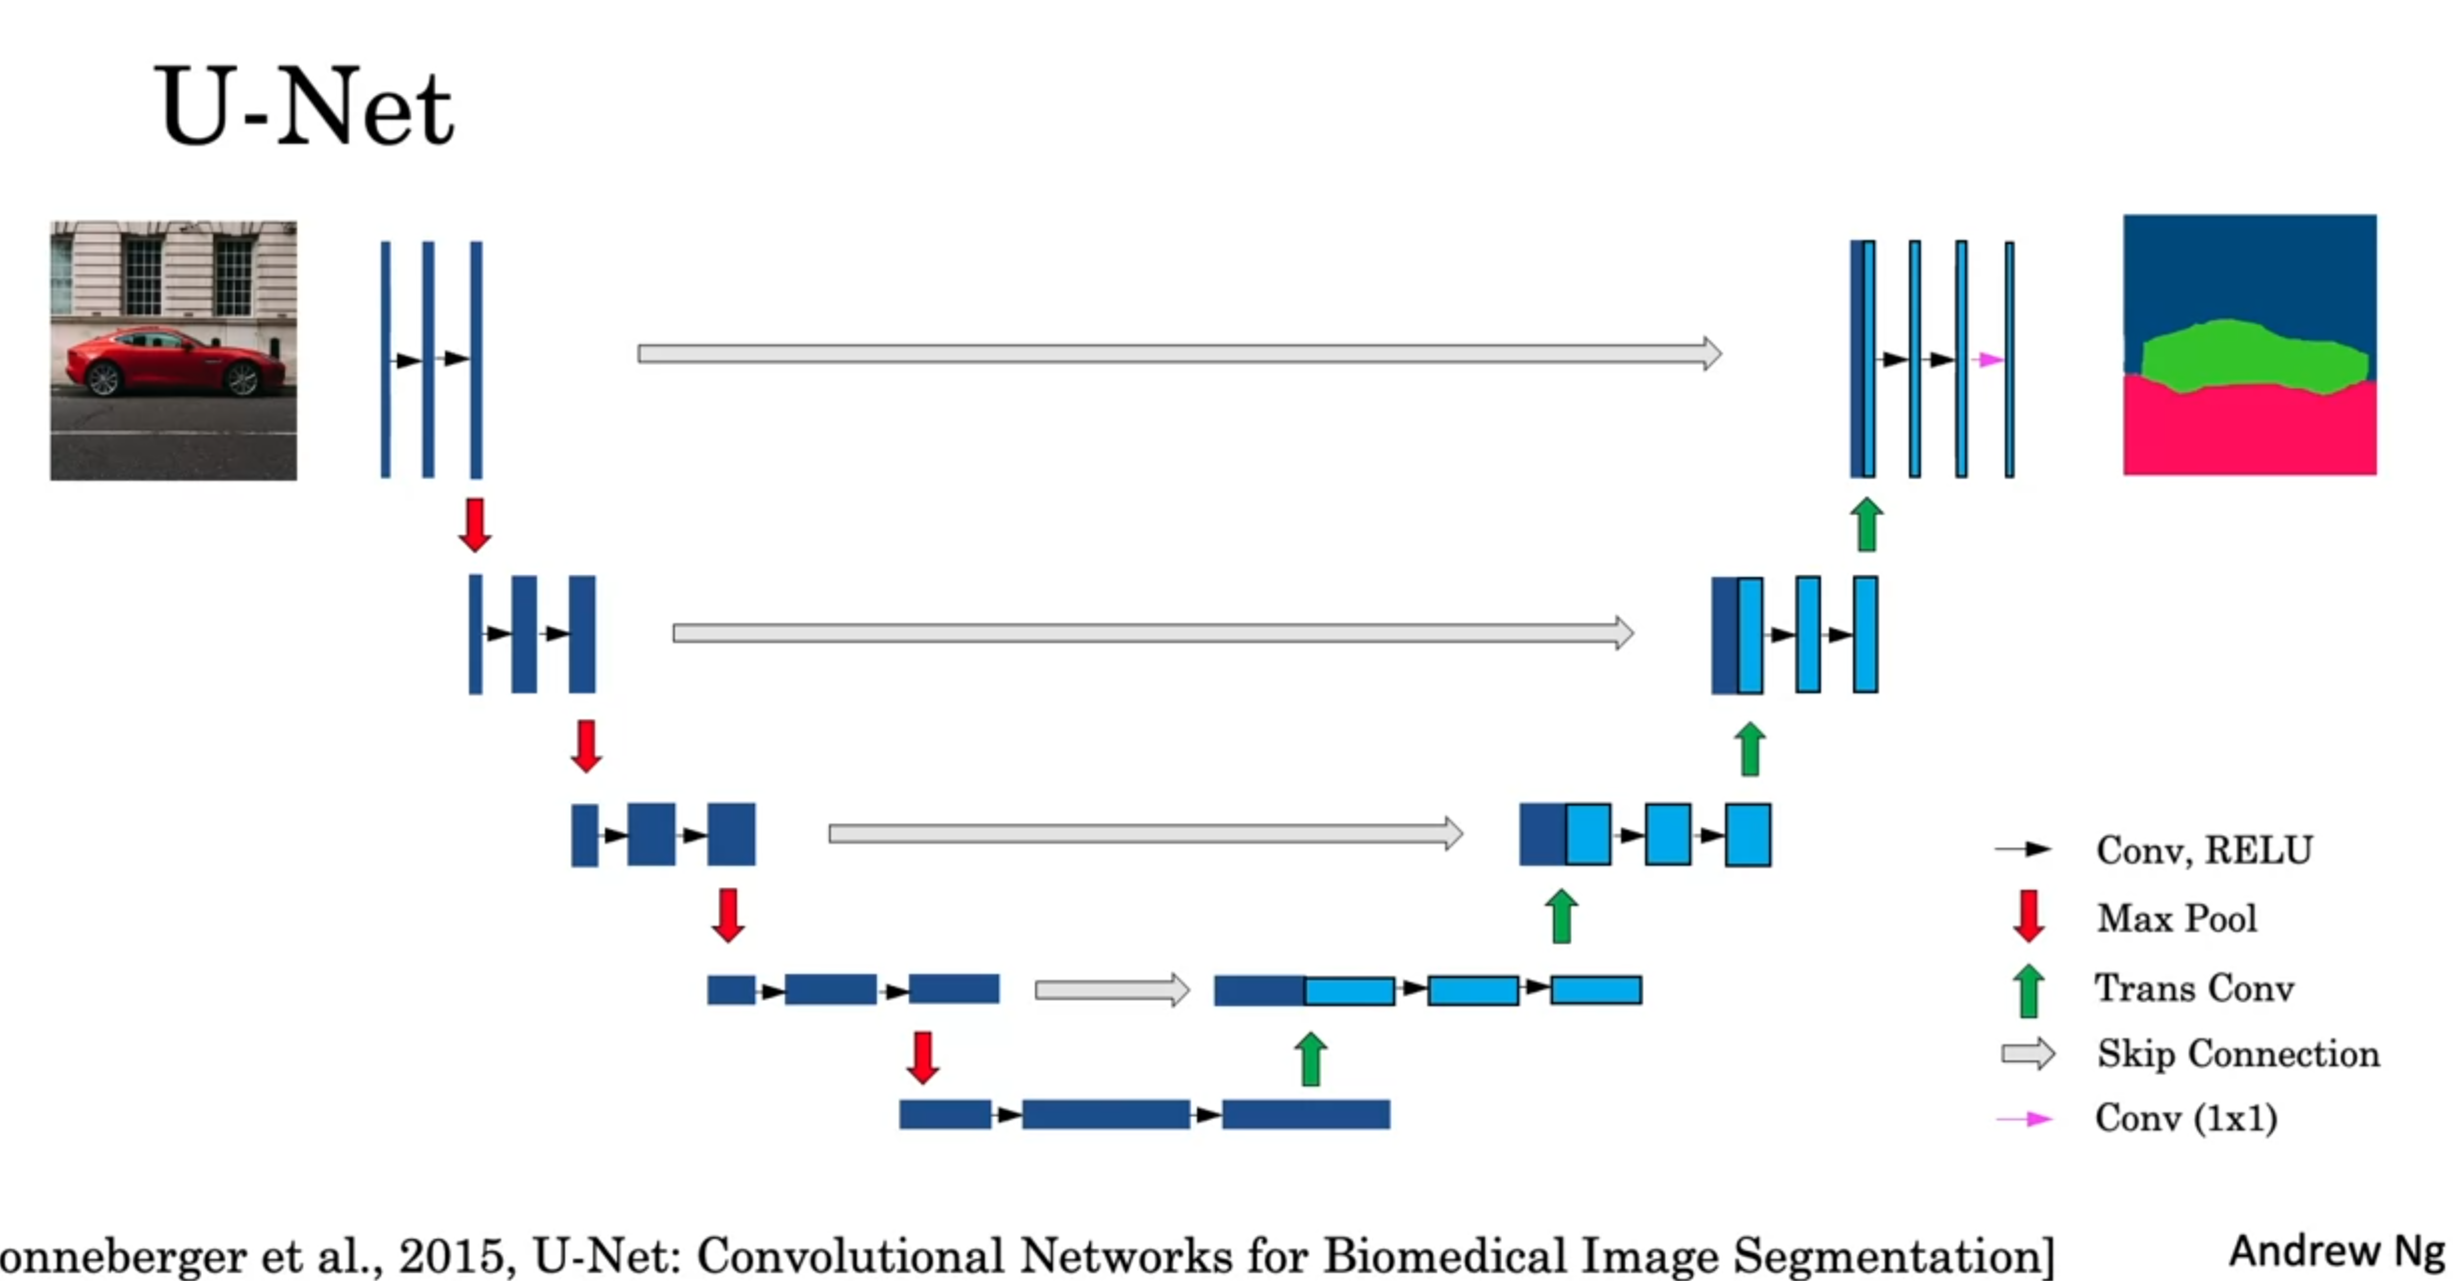 U-Net
Conv, RELU
Max Pool
Trans Conv
Skip Connection
Conv (1x1)
onneberger et al., 2015, U-Net: Convolutional Networks for Biomedical Image Segmentation]
Andrew Ng